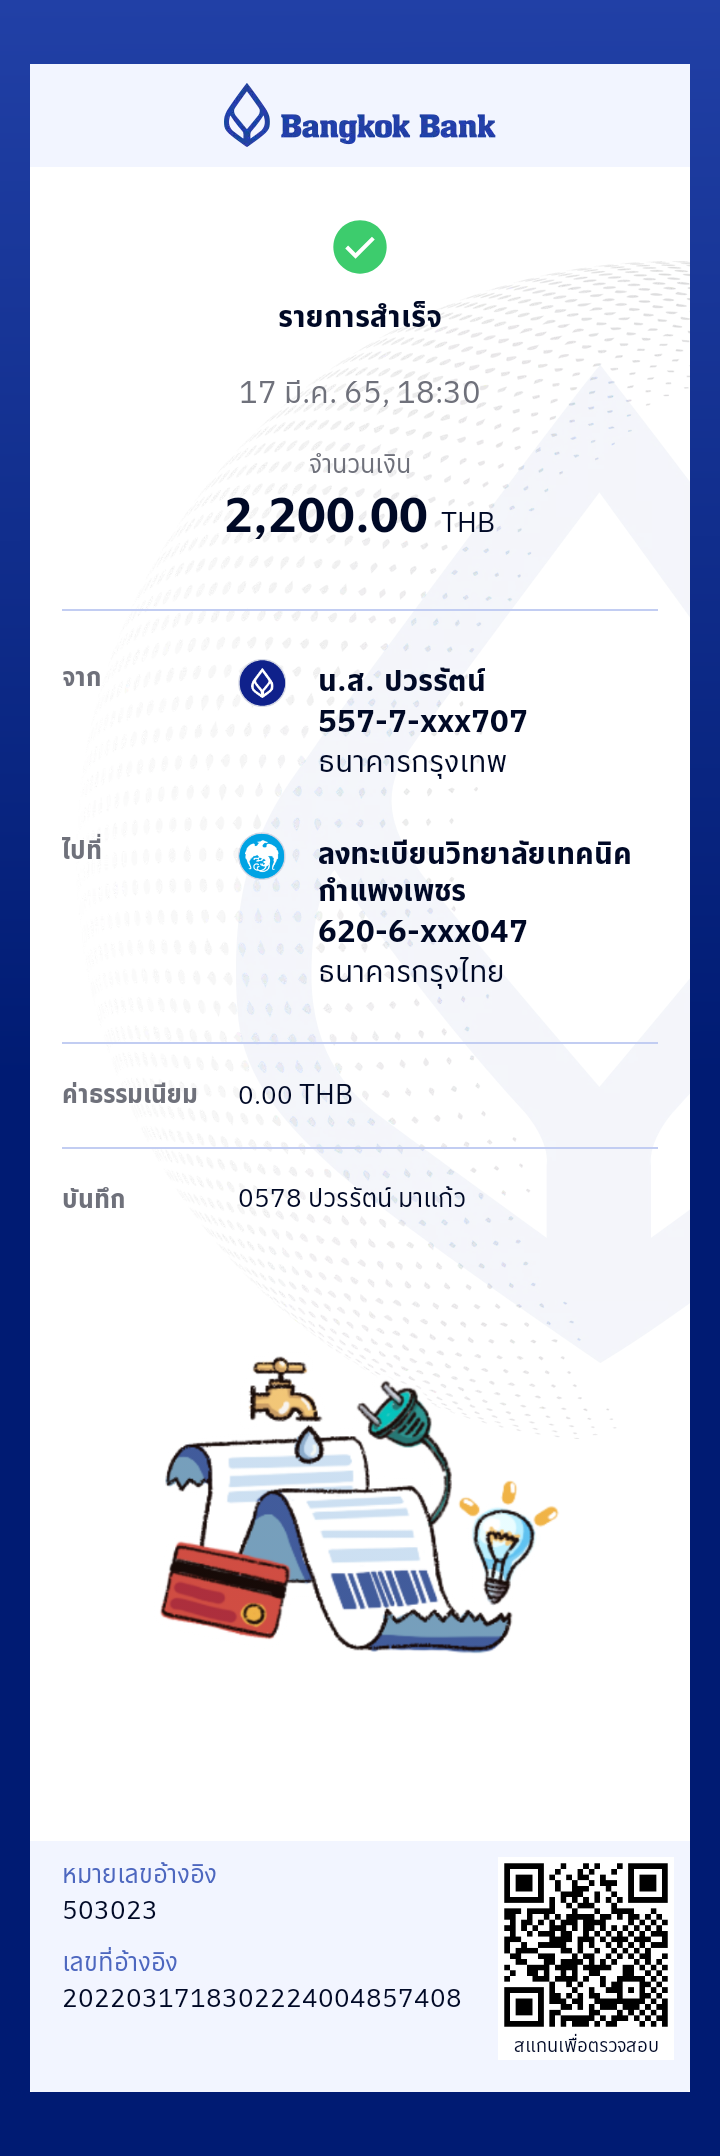 Bangkok Bank
รายการสำเร็จ
17 มี.ค. 65, 18:30
จำนวนเงิน
2,200.00 THB
จาก
น.ส. ปวรรัตน์
557-7-xxx707
ธนาคารกรุงเทพ
ไปที่
ลงทะเบียนวิทยาลัยเทคนิค
กำแพงเพชร
620-6-xxx047
ธนาคารกรุงไทย
ค่าธรรมเนียม 0.00 THB
บันทึก 0578 ปวรรัตน์ มาแก้ว
หมายเลขอ้างอิง
503023
เลขที่อ้างอิง
2022031718302224004857408
สแกนเพื่อตรวจสอบ